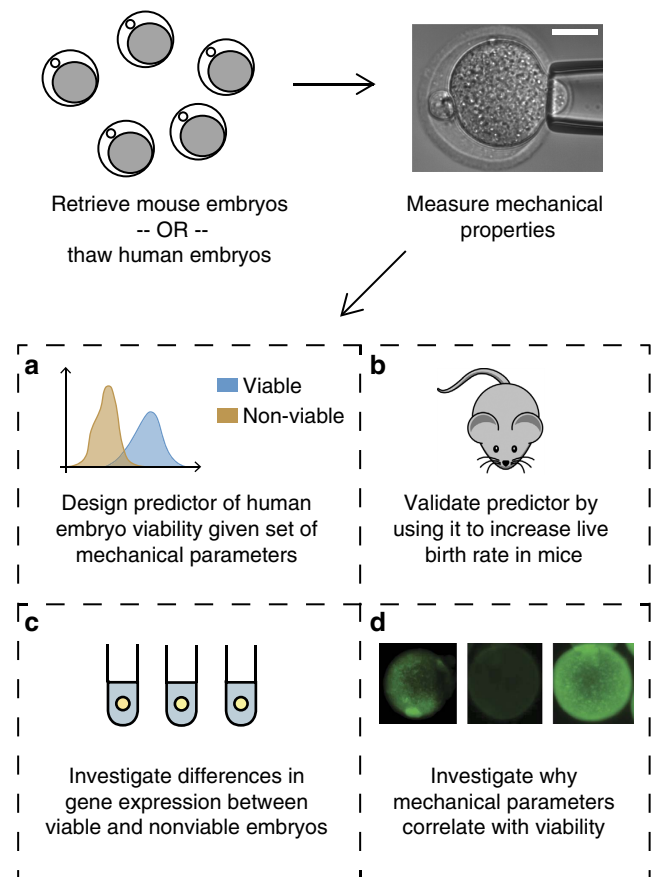 Retrieve mouse embryos
-- OR --
thaw human embryos
Measure mechanical
properties
a
Viable
Non-viable
Design predictor of human
embryo viability given set of
mechanical parameters
b
Validate predictor by
using it to increase live
birth rate in mice
c
Investigate differences in
gene expression between
viable and nonviable embryos
d
Investigate why
mechanical parameters
correlate with viability